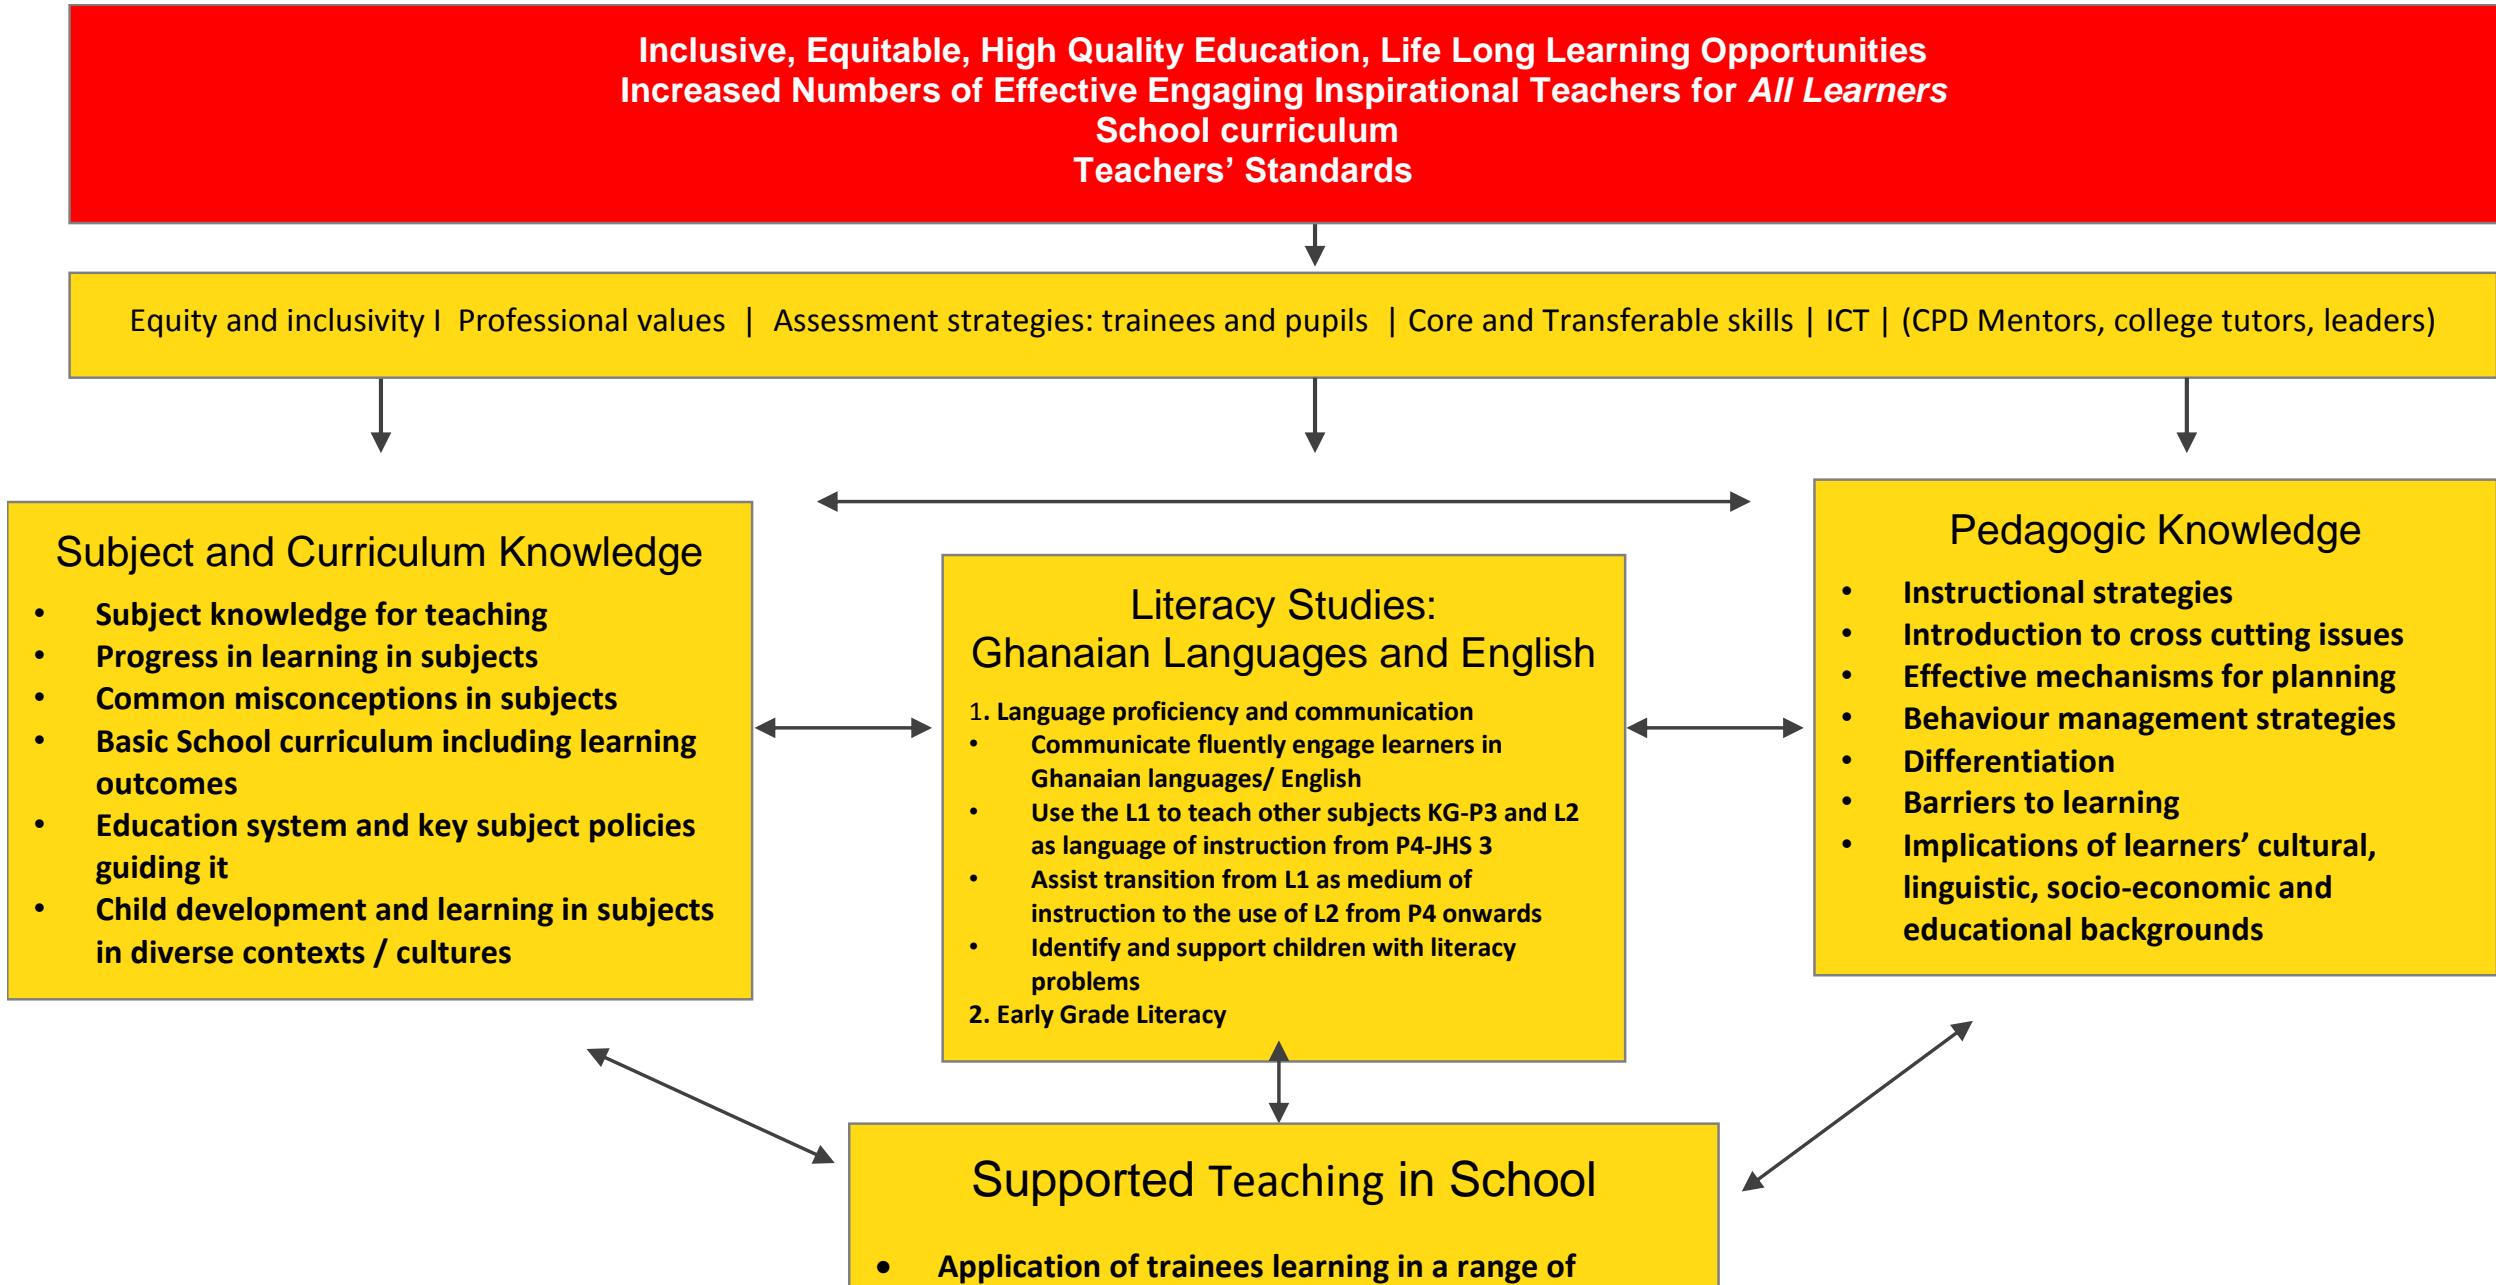 Inclusive, Equitable, High Quality Education, Life Long Learning Opportunities
Increased Numbers of Effective Engaging Inspirational Teachers for All Learners
School curriculum
Teachers’ Standards
Equity and inclusivity I Professional values | Assessment strategies: trainees and pupils | Core and Transferable skills | ICT | (CPD Mentors, college tutors, leaders)
Subject and Curriculum Knowledge
• Subject knowledge for teaching
• Progress in learning in subjects
• Common misconceptions in subjects
• Basic School curriculum including learning
outcomes
• Education system and key subject policies
guiding it
• Child development and learning in subjects
in diverse contexts / cultures
Literacy Studies:
Ghanaian Languages and English
1. Language proficiency and communication
• Communicate fluently engage learners in
Ghanaian languages/ English
• Use the L1 to teach other subjects KG-P3 and L2
as language of instruction from P4-JHS 3
• Assist transition from L1 as medium of
instruction to the use of L2 from P4 onwards
• Identify and support children with literacy
problems
2. Early Grade Literacy
Pedagogic Knowledge
• Instructional strategies
• Introduction to cross cutting issues
• Effective mechanisms for planning
• Behaviour management strategies
• Differentiation
• Barriers to learning
• Implications of learners’ cultural,
linguistic, socio-economic and
educational backgrounds
Supported Teaching in School
• Application of trainees learning in a range of